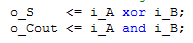 o_S    <= i_A xor i_B;
o_Cout <= i_A and i_B;